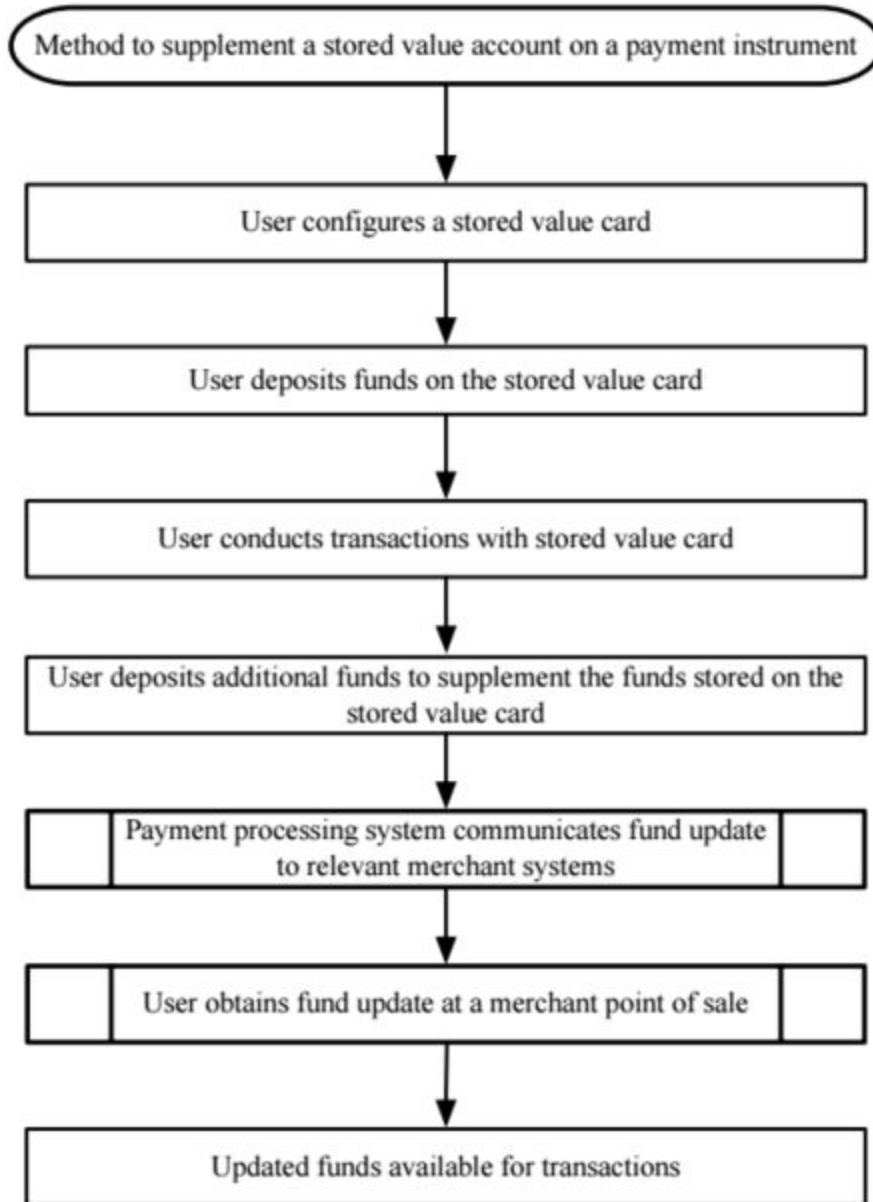 Method to supplement a stored value account on a payment instrument
User configures a stored value card
User deposits funds on the stored value card
User conducts transactions with stored value card
User deposits additional funds to supplement the funds stored on the
stored value card
Payment processing system communicates fund update
to relevant merchant systems
User obtains fund update at a merchant point of sale
Updated funds available for transactions